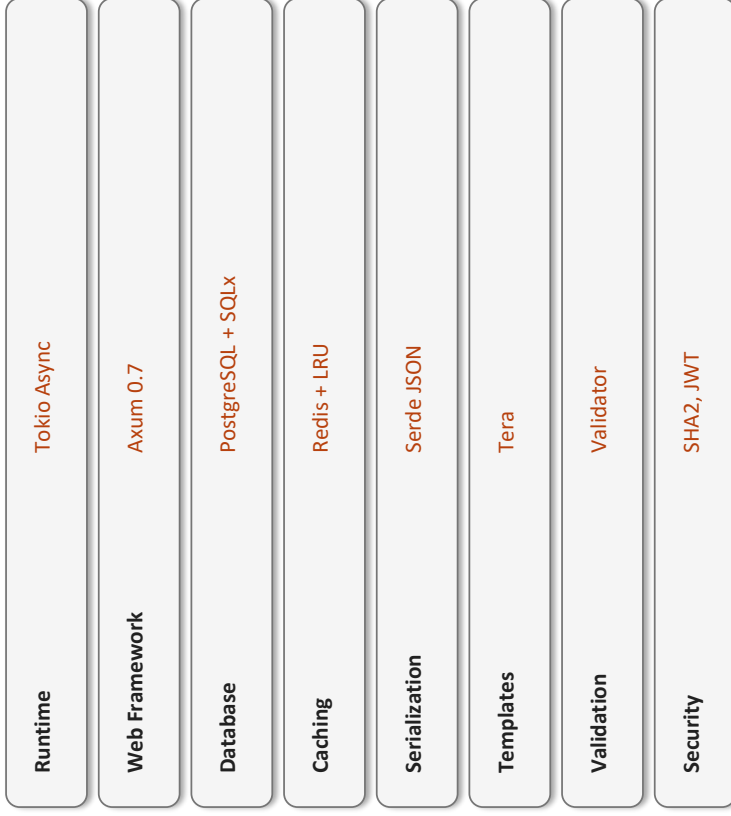 Runtime Tokio Async
Web Framework Axum 0.7
Database PostgreSQL + SQLx
Caching Redis + LRU
Serialization Serde JSON
Templates Tera
Validation Validator
Security SHA2, JWT